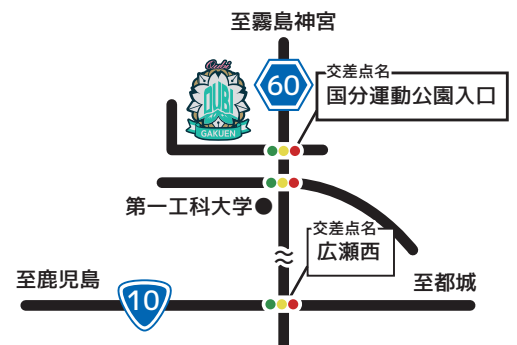 至霧島神宮
60
交差点名
国分運動公園入口
OUBI
GAKUEN
第一工科大学
交差点名
広瀬西
至鹿児島
10
至都城